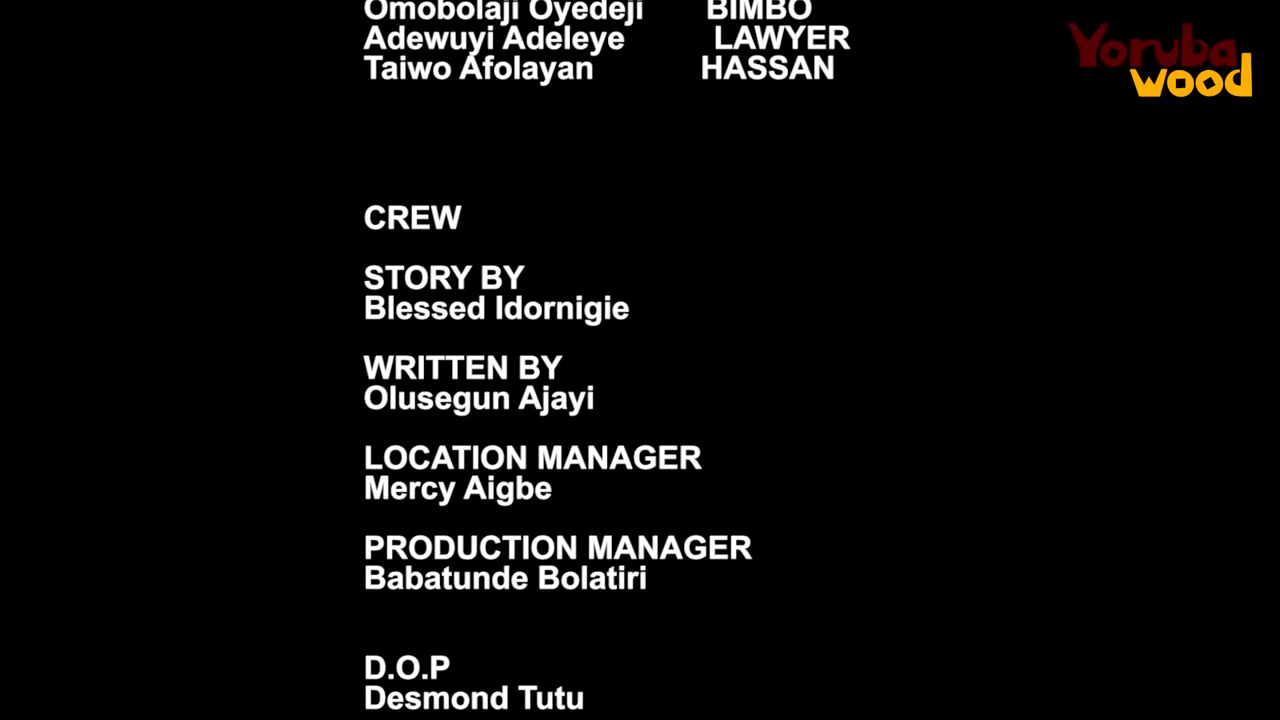 Omobolaji Oyedeji BIMBO
Adewuyi Adeleye LAWYER
Taiwo Afolayan HASSAN
Yoruba
wood
CREW
STORY BY
Blessed Idornigie
WRITTEN BY
Olusegun Ajayi
LOCATION MANAGER
Mercy Aigbe
PRODUCTION MANAGER
Babatunde Bolatiri
D.O.P
Desmond Tutu